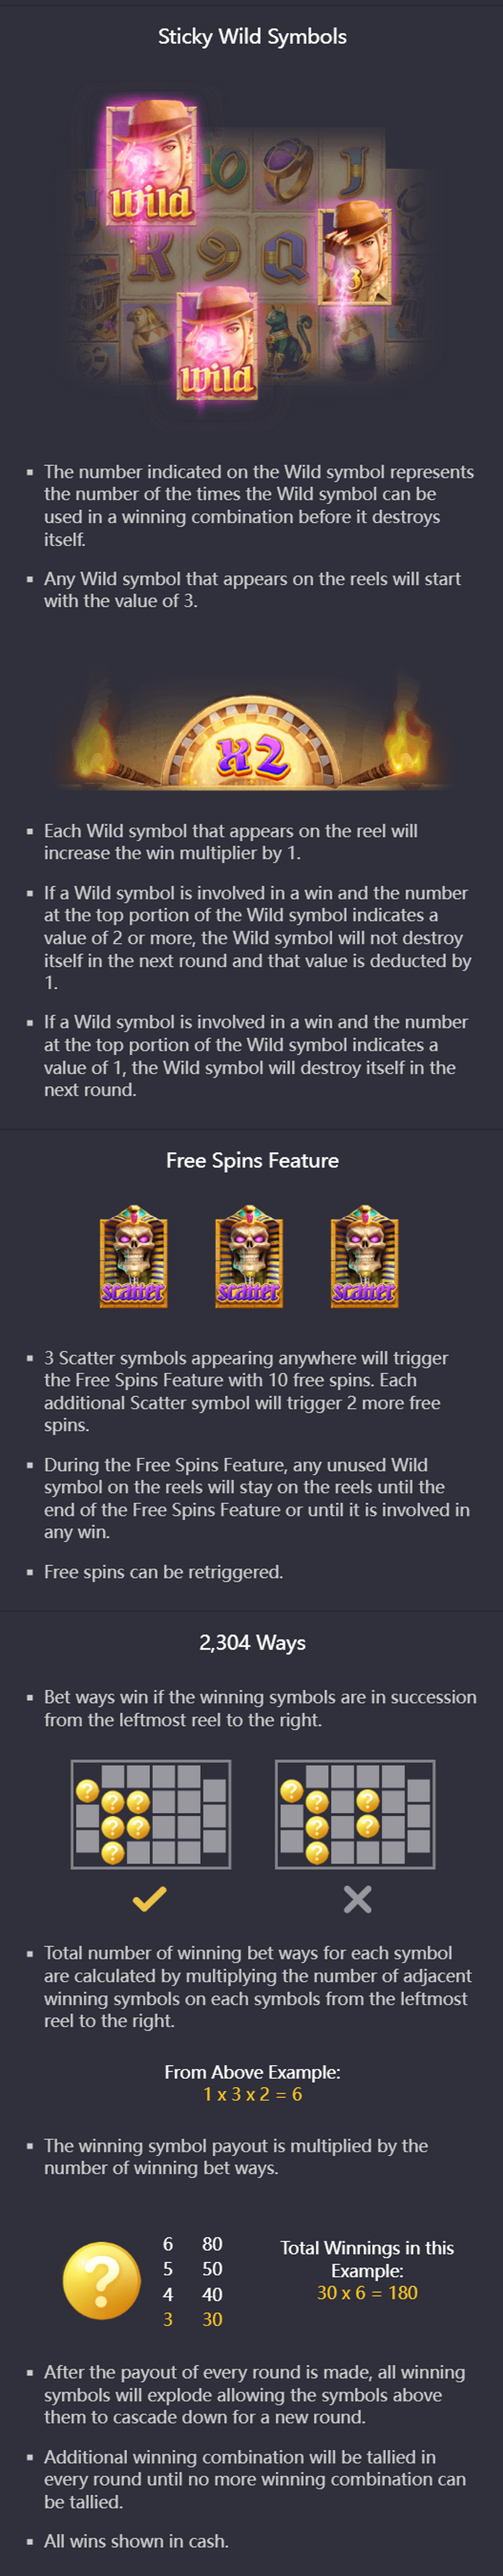 Sticky Wild Symbols
10
J
Wild
K 9 Q
3
Wild
▪ The number indicated on the Wild symbol represents
the number of the times the Wild symbol can be
used in a winning combination before it destroys
itself.
▪ Any Wild symbol that appears on the reels will start
with the value of 3.
x2
▪ Each Wild symbol that appears on the reel will
increase the win multiplier by 1.
▪ If a Wild symbol is involved in a win and the number
at the top portion of the Wild symbol indicates a
value of 2 or more, the Wild symbol will not destroy
itself in the next round and that value is deducted by
1.
▪ If a Wild symbol is involved in a win and the number
at the top portion of the Wild symbol indicates a
value of 1, the Wild symbol will destroy itself in the
next round.
Free Spins Feature
scatter scatter scatter
▪ 3 Scatter symbols appearing anywhere will trigger
the Free Spins Feature with 10 free spins. Each
additional Scatter symbol will trigger 2 more free
spins.
▪ During the Free Spins Feature, any unused Wild
symbol on the reels will stay on the reels until the
end of the Free Spins Feature or until it is involved in
any win.
▪ Free spins can be retriggered.
2,304 Ways
▪ Bet ways win if the winning symbols are in succession
from the leftmost reel to the right.
? ?
? ? ? ?
? ? ? ?
? ?
▪ Total number of winning bet ways for each symbol
are calculated by multiplying the number of adjacent
winning symbols on each symbols from the leftmost
reel to the right.
From Above Example:
1 x 3 x 2 = 6
▪ The winning symbol payout is multiplied by the
number of winning bet ways.
?
6 80
5 50
4 40
3 30
Total Winnings in this
Example:
30 x 6 = 180
▪ After the payout of every round is made, all winning
symbols will explode allowing the symbols above
them to cascade down for a new round.
▪ Additional winning combination will be tallied in
every round until no more winning combination can
be tallied.
▪ All wins shown in cash.